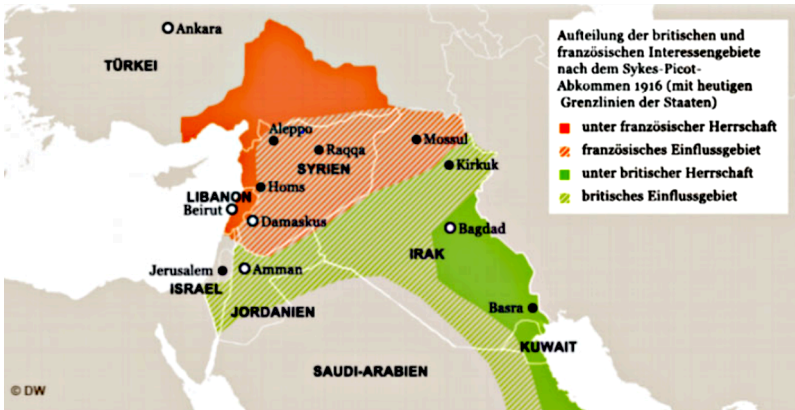 Ankara
TÜRKEI
Aufteilung der britischen und
französischen Interessengebiete
nach dem Sykes-Picot-
Abkommen 1916 (mit heutigen
Grenzlinien der Staaten)
unter französischer Herrschaft
französisches Einflussgebiet
unter britischer Herrschaft
britisches Einflussgebiet
Aleppo
Mossul
Raqqa
SYRIEN
Kirkuk
Homs
LIBANON
Beirut
Damaskus
Bagdad
IRAK
Jerusalem
Amman
ISRAEL
JORDANIEN
Basra
KUWAIT
SAUDI-ARABIEN
© DW